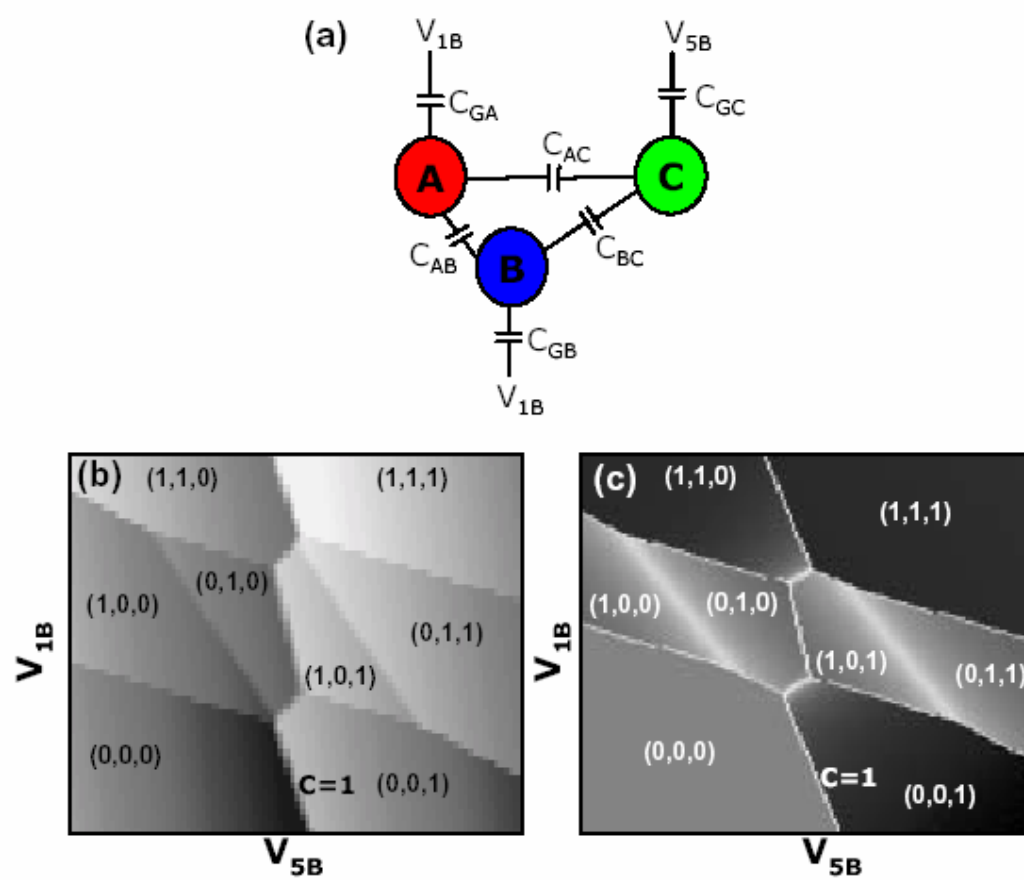 (a)
V1B
V5B
CGA
CGC
CAC
A
C
CAB
B
CBC
CGB
V1B
(b)
(1,1,0)
(1,1,1)
(0,1,0)
(1,0,0)
(0,1,1)
(1,0,1)
(0,0,0)
C=1
(0,0,1)
V1B
V5B
(c)
(1,1,0)
(1,1,1)
(1,0,0)
(0,1,0)
(1,0,1)
(0,1,1)
(0,0,0)
C=1
(0,0,1)
V1B
V5B